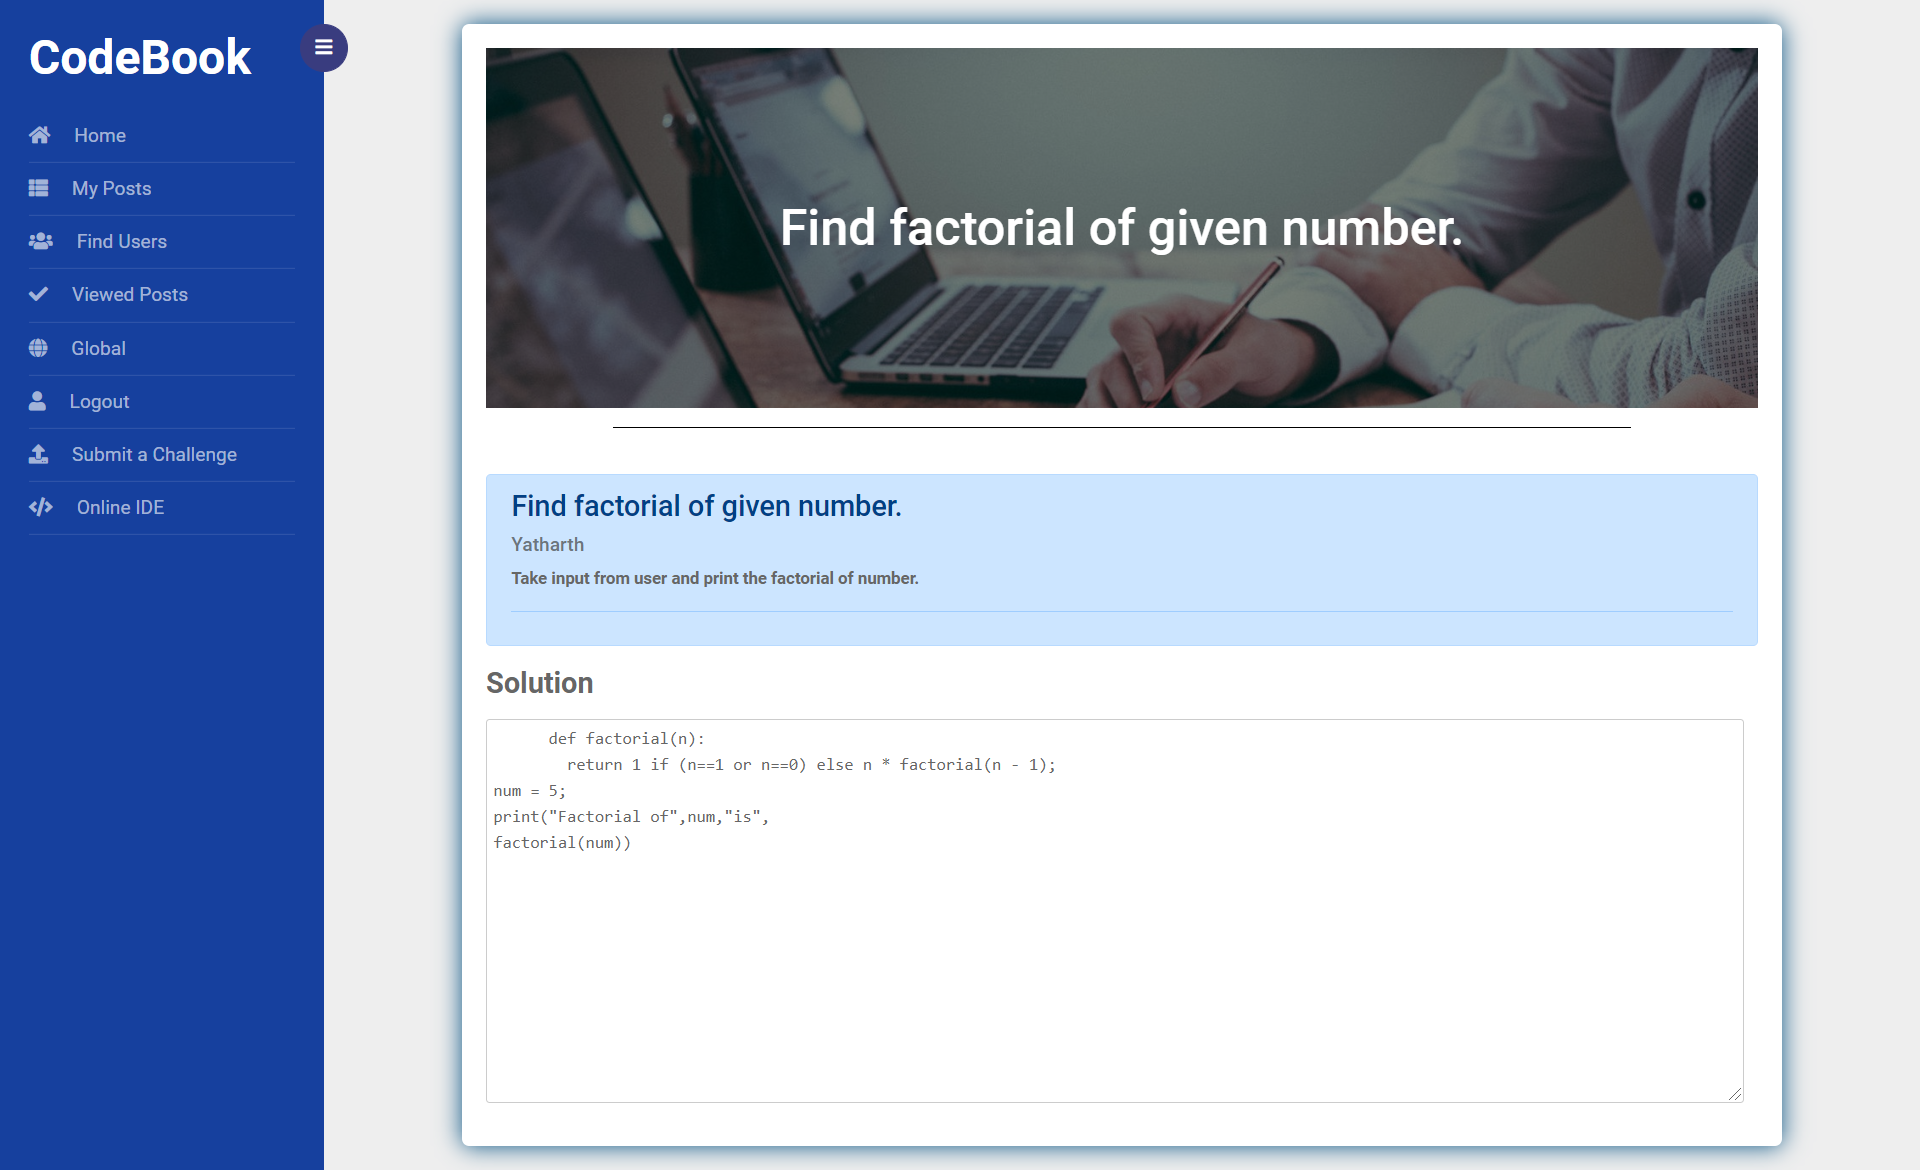 CodeBook
Home
My Posts
Find Users
Viewed Posts
Global
Logout
Submit a Challenge
Online IDE
Find factorial of given number.
Find factorial of given number.
Yatharth
Take input from user and print the factorial of number.
Solution
def factorial(n):
return 1 if (n==1 or n==0) else n * factorial(n - 1);
num = 5;
print("Factorial of",num,"is",
factorial(num))